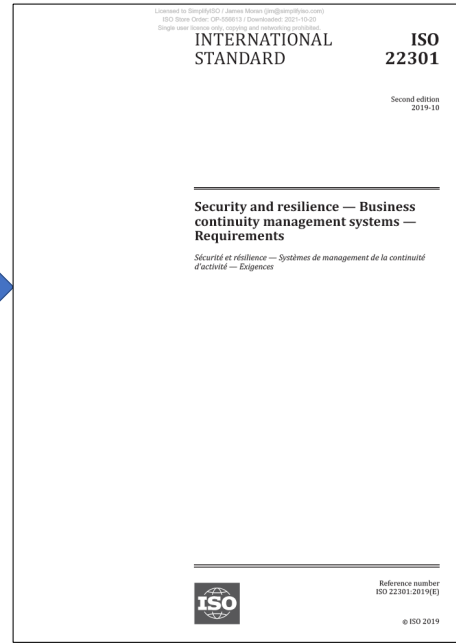 Licensed to SimplifyISO / James Moran (jim@simplifyiso.com)
ISO Store Order: OP-556613 / Downloaded: 2021-10-20
Single user licence only, copying and networking prohibited.
INTERNATIONAL
STANDARD
ISO
22301
Second edition
2019-10
Security and resilience — Business
continuity management systems —
Requirements
Sécurité et résilience — Systèmes de management de la continuité
d'activité — Exigences
ISO
Reference number
ISO 22301:2019(E)
© ISO 2019